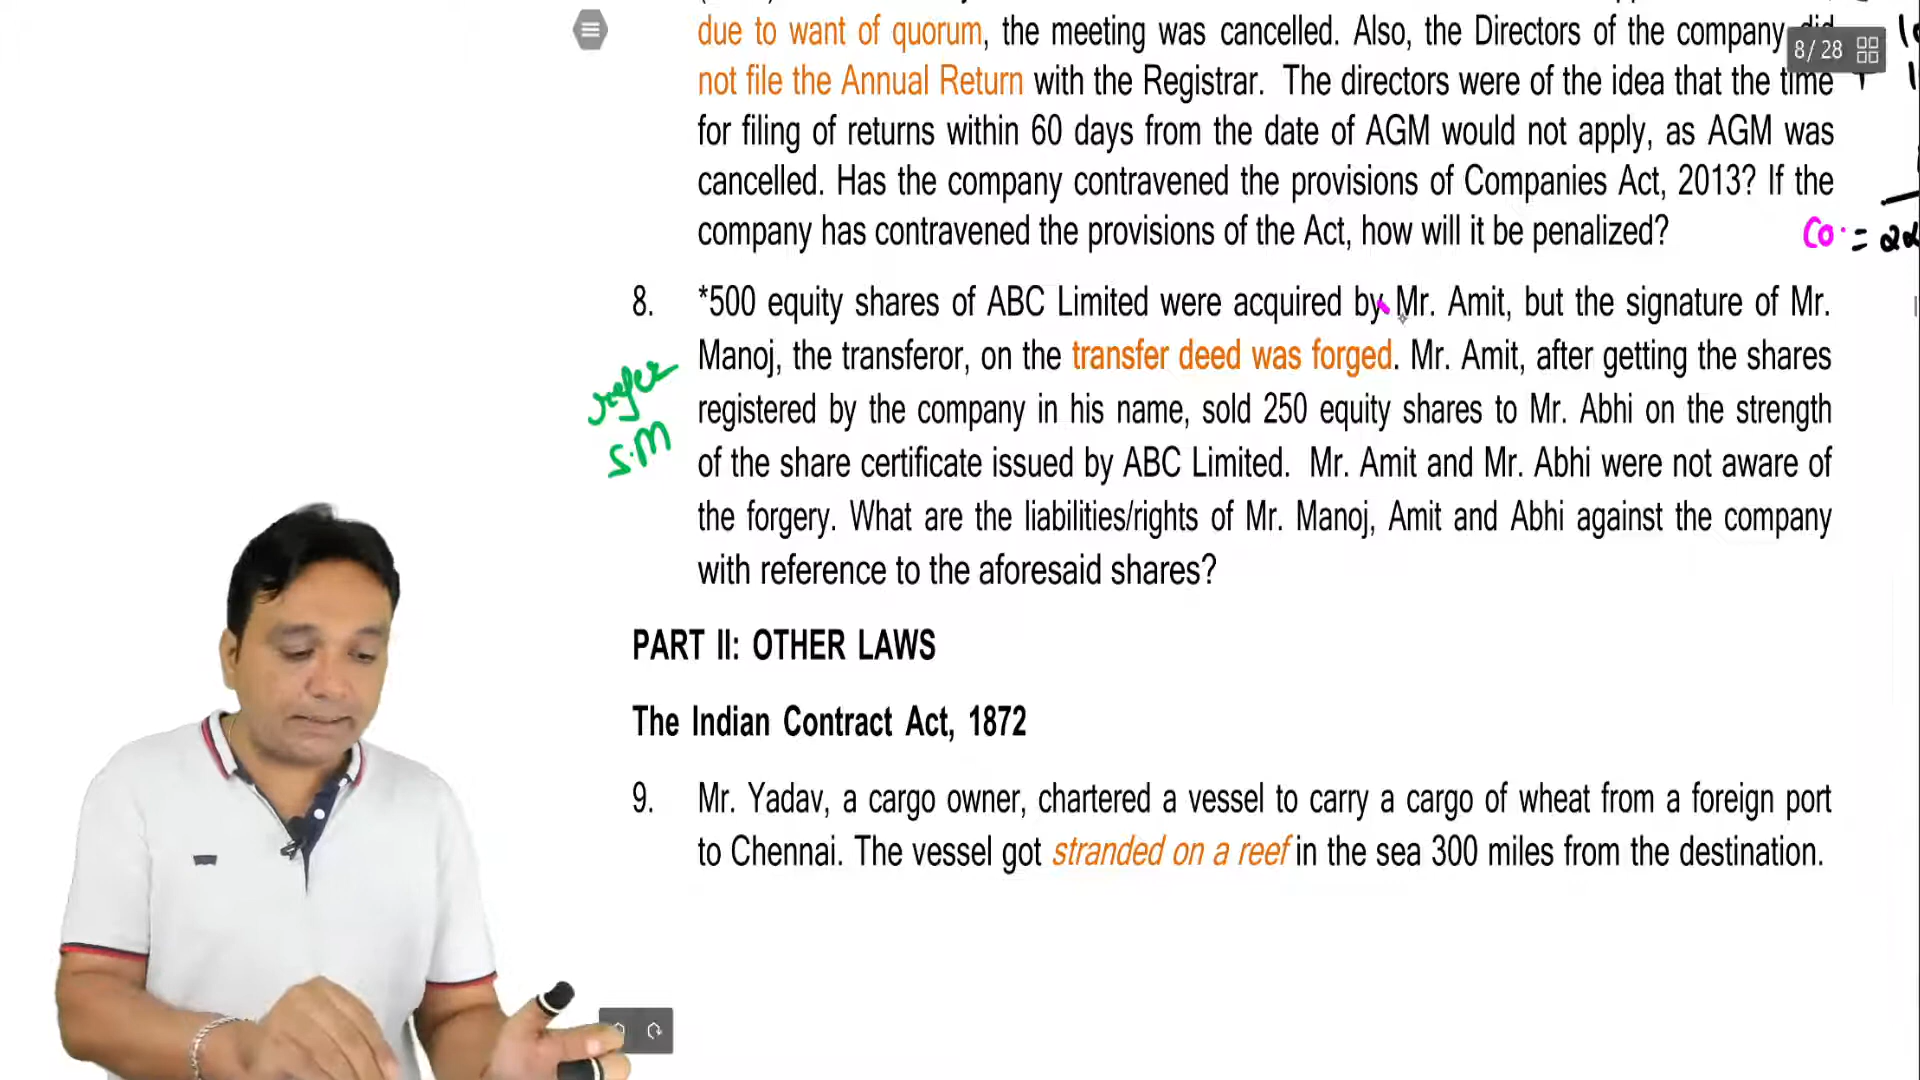 due to want of quorum, the meeting was cancelled. Also, the Directors of the company did
8 / 28
not file the Annual Return with the Registrar. The directors were of the idea that the time
for filing of returns within 60 days from the date of AGM would not apply, as AGM was
cancelled. Has the company contravened the provisions of Companies Act, 2013? If the
company has contravened the provisions of the Act, how will it be penalized?
Co. = 22
8. *500 equity shares of ABC Limited were acquired by Mr. Amit, but the signature of Mr.
Manoj, the transferor, on the transfer deed was forged. Mr. Amit, after getting the shares
registered by the company in his name, sold 250 equity shares to Mr. Abhi on the strength
of the share certificate issued by ABC Limited. Mr. Amit and Mr. Abhi were not aware of
the forgery. What are the liabilities/rights of Mr. Manoj, Amit and Abhi against the company
with reference to the aforesaid shares?
refer
S.M
PART II: OTHER LAWS
The Indian Contract Act, 1872
9. Mr. Yadav, a cargo owner, chartered a vessel to carry a cargo of wheat from a foreign port
to Chennai. The vessel got stranded on a reef in the sea 300 miles from the destination.